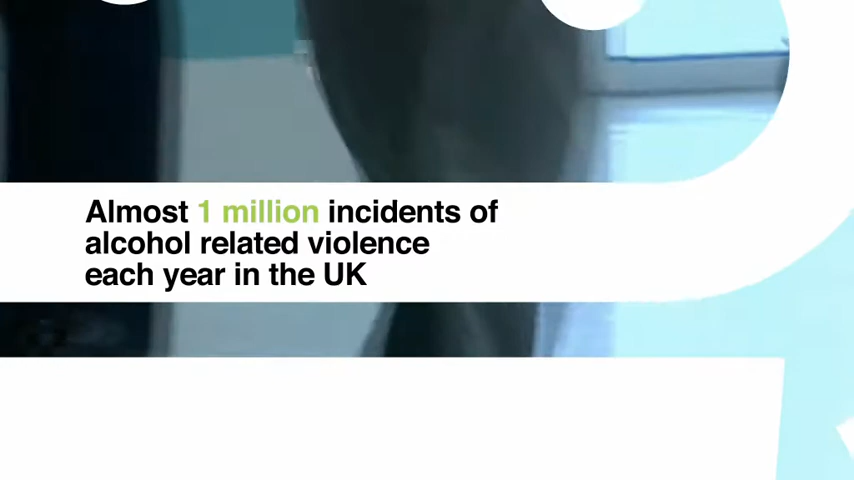 Almost 1 million incidents of
alcohol related violence
each year in the UK